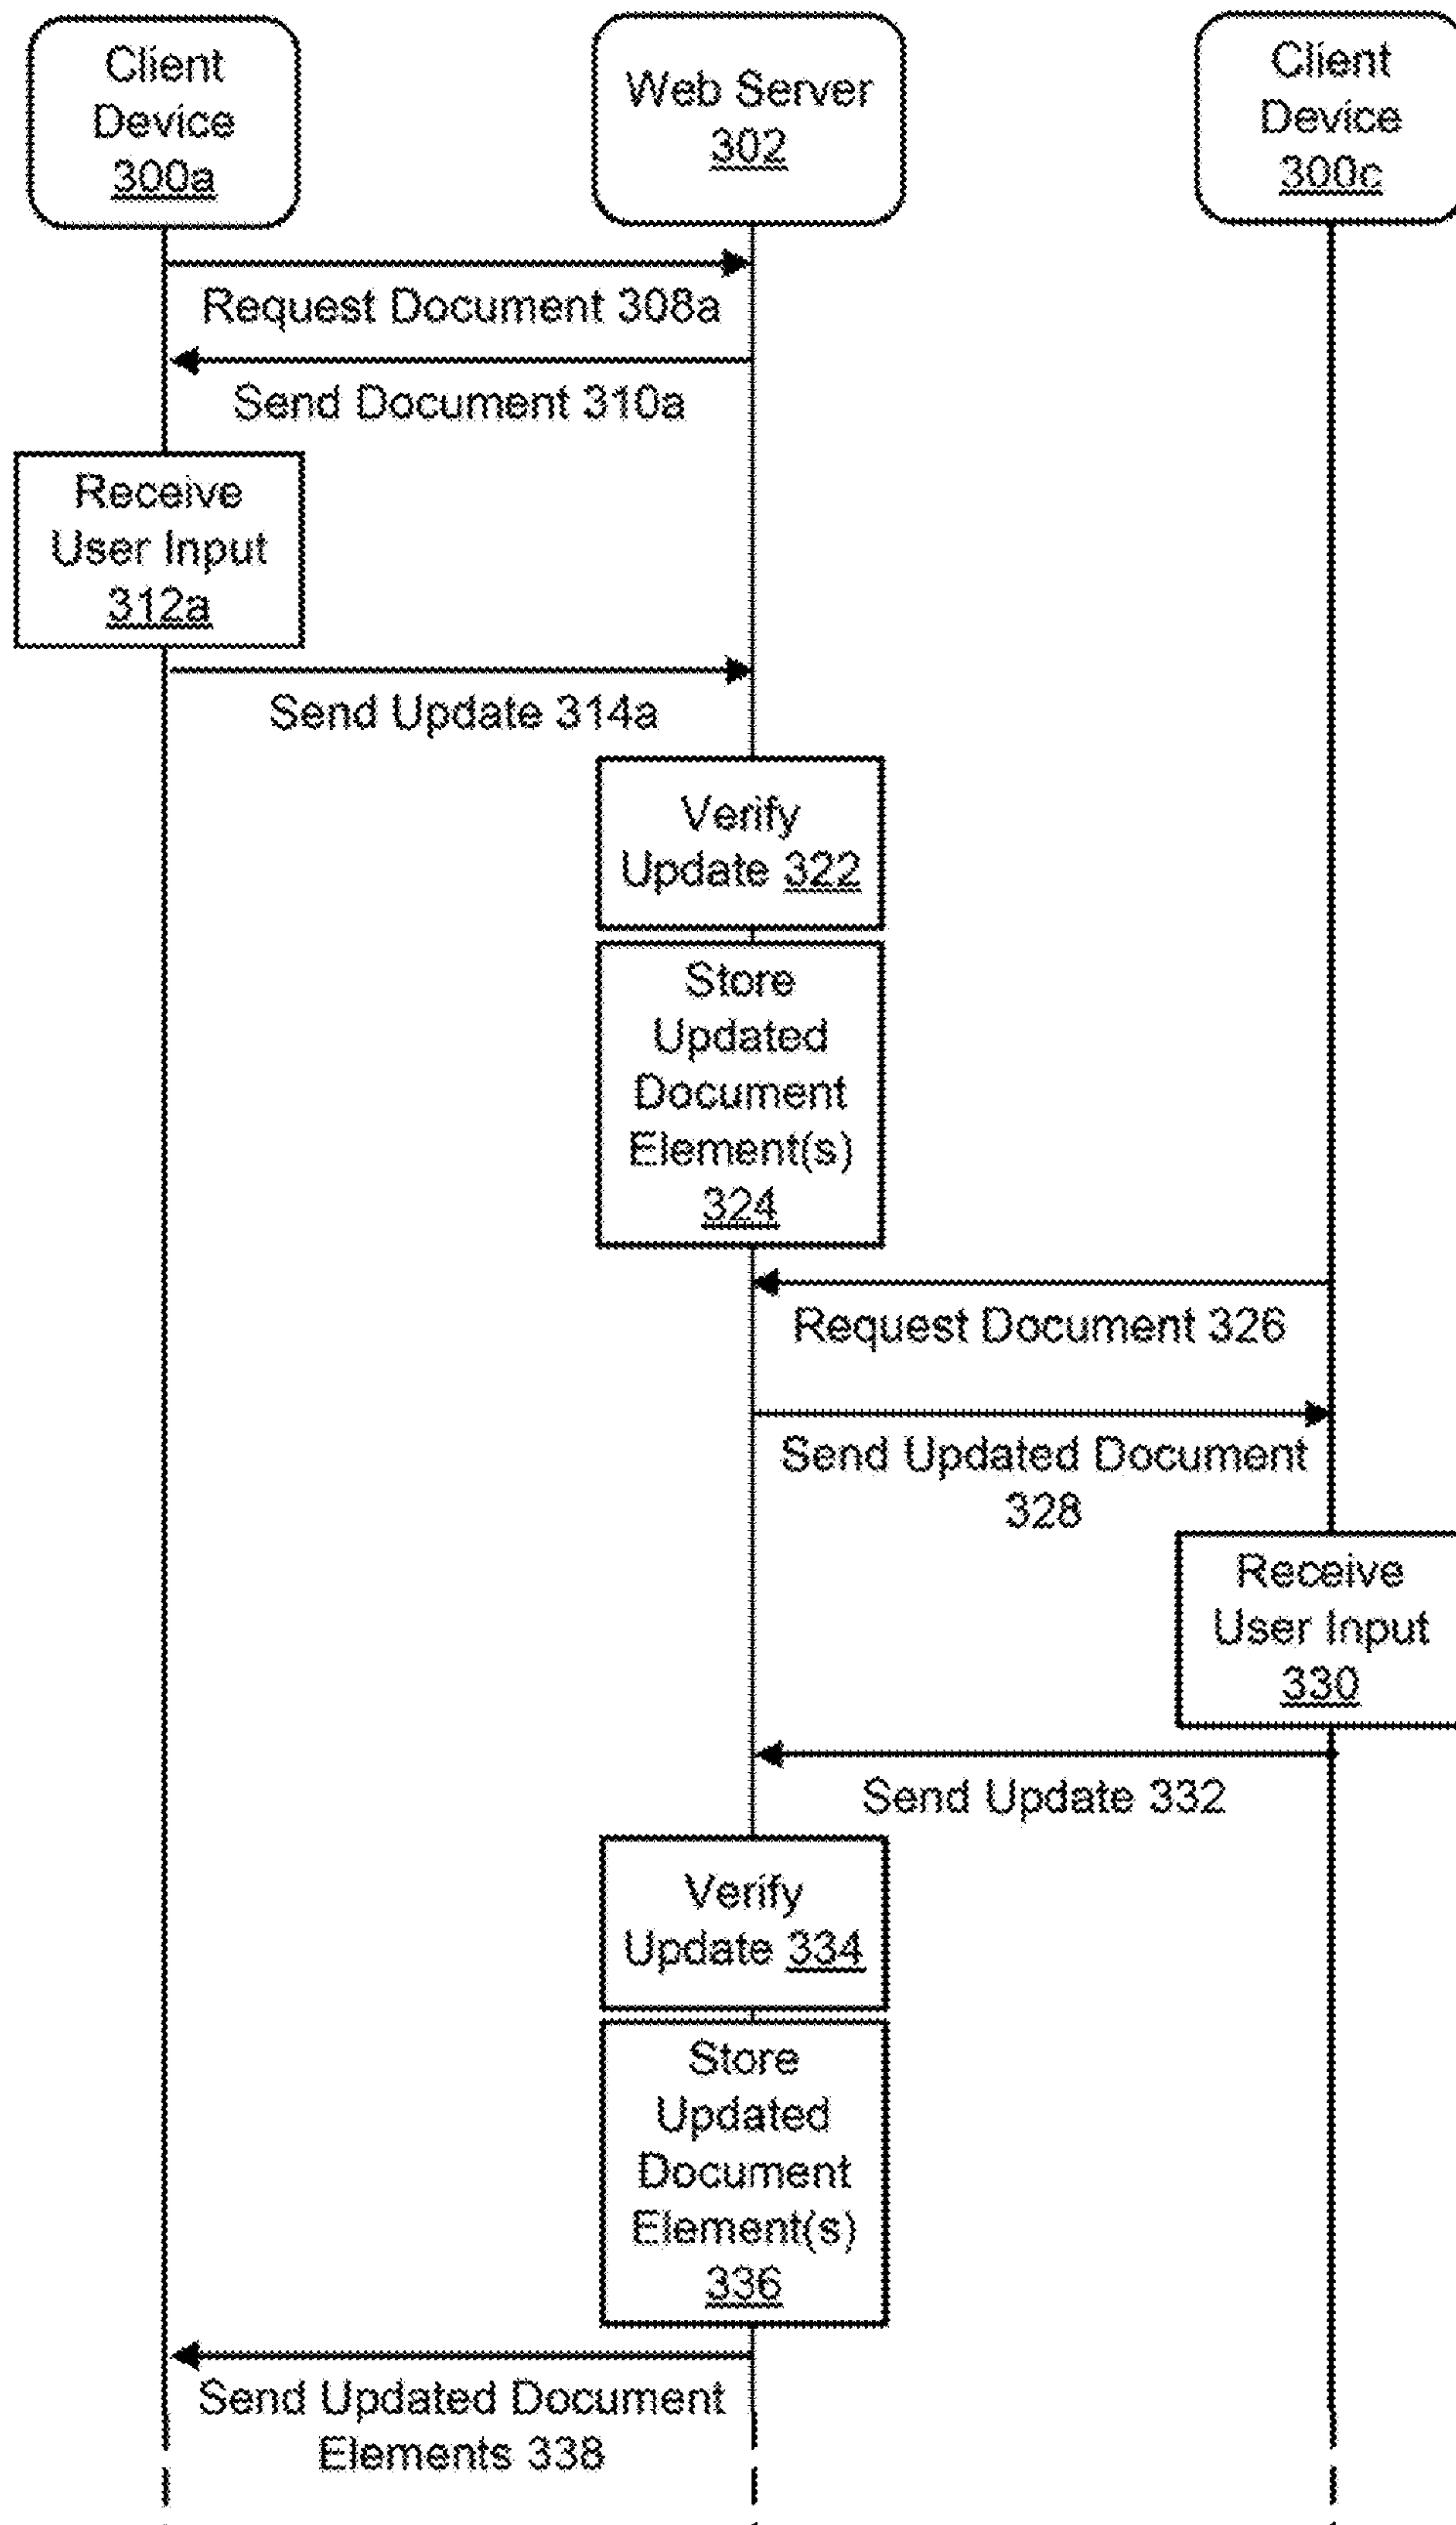 Client
Device
300a
Web Server
302
Client
Device
300c
Request Document 308a
Send Document 310a
Receive
User Input
312a
Send Update 314a
Verify
Update 322
Store
Updated
Document
Element(s)
324
Request Document 326
Send Updated Document
328
Receive
User Input
330
Send Update 332
Verify
Update 334
Store
Updated
Document
Element(s)
336
Send Updated Document
Elements 338